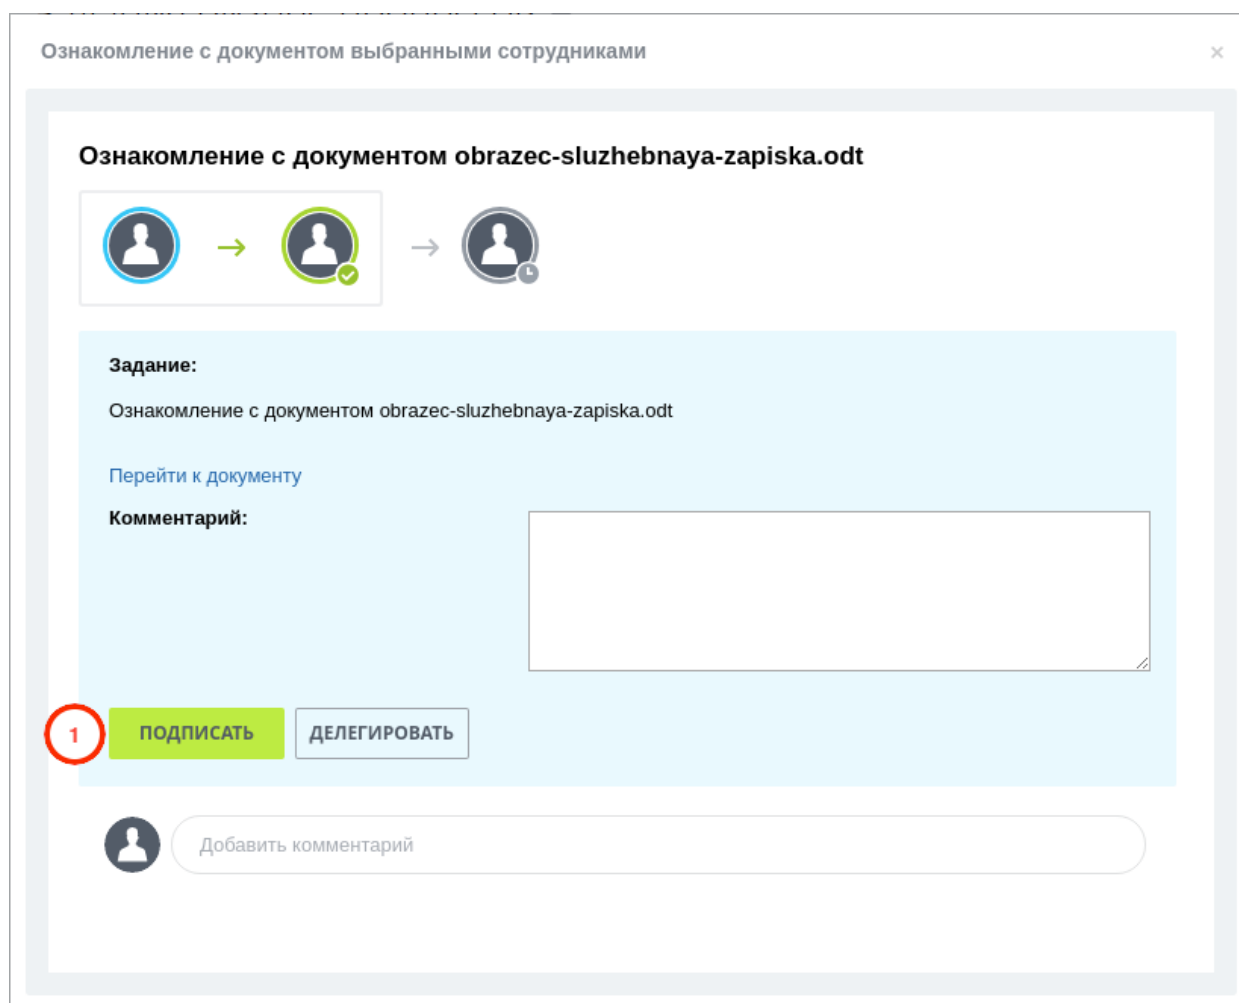 Ознакомление с документом выбранными сотрудниками
×
Ознакомление с документом obrazec-sluzhebnaya-zapiska.odt
Задание:
Ознакомление с документом obrazec-sluzhebnaya-zapiska.odt
Перейти к документу
Комментарий:
1 ПОДПИСАТЬ ДЕЛЕГИРОВАТЬ
Добавить комментарий